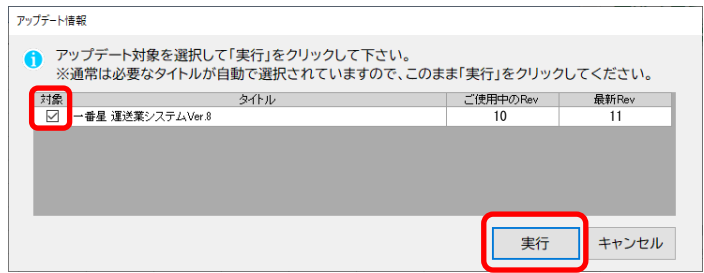 アップデート情報
アップデート対象を選択して「実行」をクリックして下さい。
※通常は必要なタイトルが自動で選択されていますので、このまま「実行」をクリックしてください。
対象 タイトル ご使用中のRev 最新Rev
一番星 運送業システムVer.8 10 11
実行 キャンセル